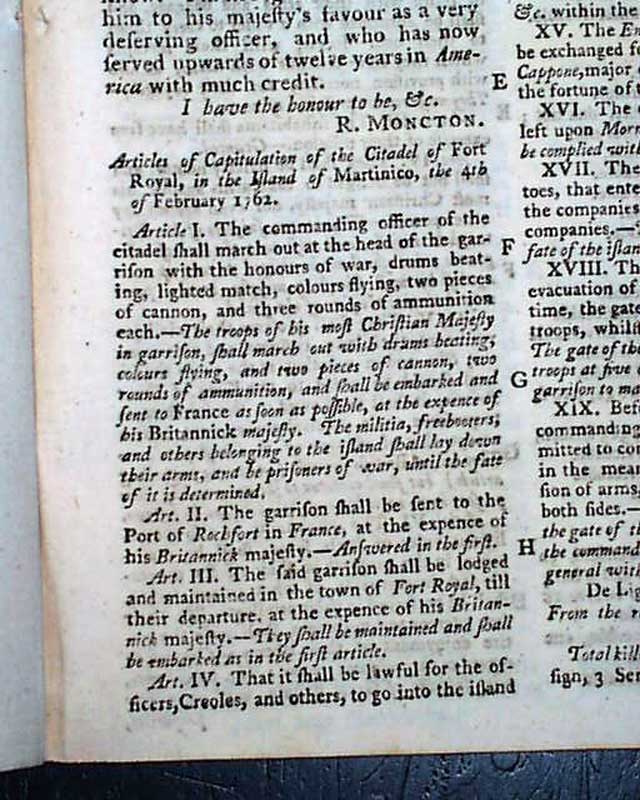 him to his majeſty's favour as a very
deſerving officer, and who has now
ſerved upwards of twelve years in Ame-
rica with much credit.
I have the honour to be, &c.
R. MONCTON.
Articles of Capitulation of the Citadel of Fort
Royal, in the Iſland of Martinico, the 4th
of February 1762.
Article I. The commanding officer of the
citadel ſhall march out at the head of the gar-
riſon with the honours of war, drums beat-
ing, lighted match, colours flying, two pieces
of cannon, and three rounds of ammunition
each.—The troops of his moſt Chriſtian Majeſty
in garriſon, ſhall march out with drums beating,
colours flying, and two pieces of cannon, two
rounds of ammunition, and ſhall be embarked and
ſent to France as ſoon as poſſible, at the expence of
his Britannick majeſty. The militia, freebooters,
and others belonging to the iſland ſhall lay down
their arms, and be priſoners of war, until the fate
of it is determined.
Art. II. The garriſon ſhall be ſent to the
Port of Rochfort in France, at the expence of
his Britannick majeſty.—Anſwered in the firſt.
Art. III. The ſaid garriſon ſhall be lodged
and maintained in the town of Fort Royal, till
their departure, at the expence of his Britan-
nick majeſty.—They ſhall be maintained and ſhall
be embarked as in the firſt article.
Art. IV. That it ſhall be lawful for the of-
ficers, Creoles, and others, to go into the iſland
E
F
G
H
&c. within the
XV. The En
be exchanged fo
Cappone, major
the fortune of
XVI. The
left upon Mor
be complied with
XVII. The
toes, that ente
the companies
companies.—
fate of the iſlan
XVIII. Th
evacuation of
time, the gate
troops, whilſt
The gate of the
troops at five
garriſon to ma
XIX. Bef
commanding
mitted to co
in the mean
ſion of arms
both ſides.—
the gate of th
the command
general with
De Lig
From the r
Total kill
ſign, 3 Ser